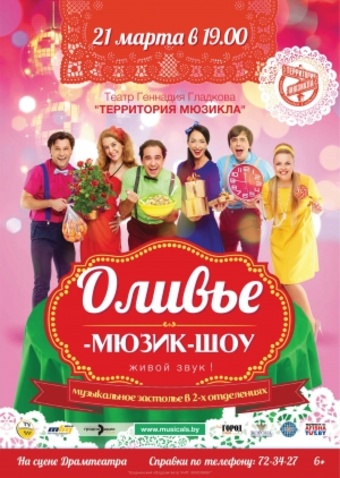 21 марта в 19.00
Театр Геннадия Гладкова
"ТЕРРИТОРИЯ МЮЗИКЛА"
ТЕРРИТОРИЯ
МЮЗИКЛА
Оливье
-МЮЗИК-ШОУ
живой звук!
музыкальное застолье в 2-х отделениях
www.musicals.by
ГОРОД
На сцене Драмтеатра
Справки по телефону: 72-34-27
6+